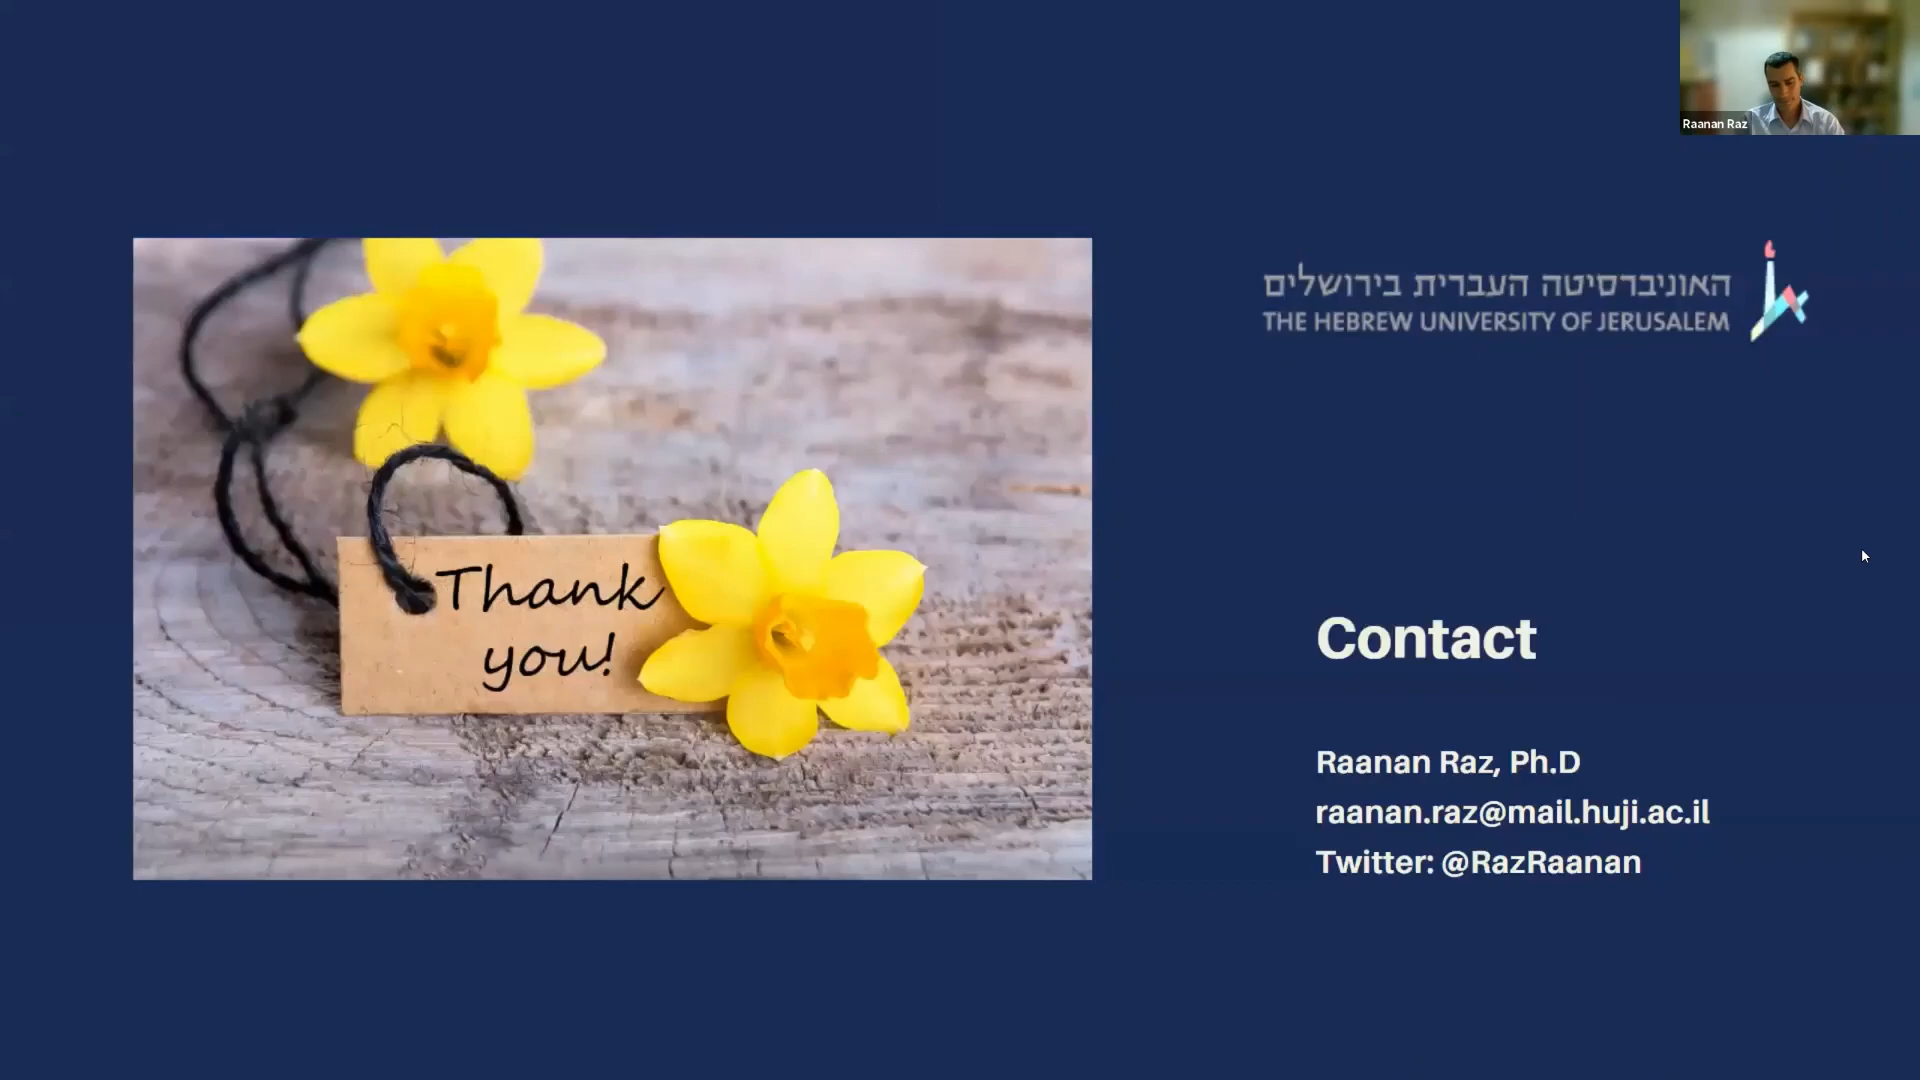 Raanan Raz
האוניברסיטה העברית בירושלים
THE HEBREW UNIVERSITY OF JERUSALEM
Thank
you!
Contact
Raanan Raz, Ph.D
raanan.raz@mail.huji.ac.il
Twitter: @RazRaanan